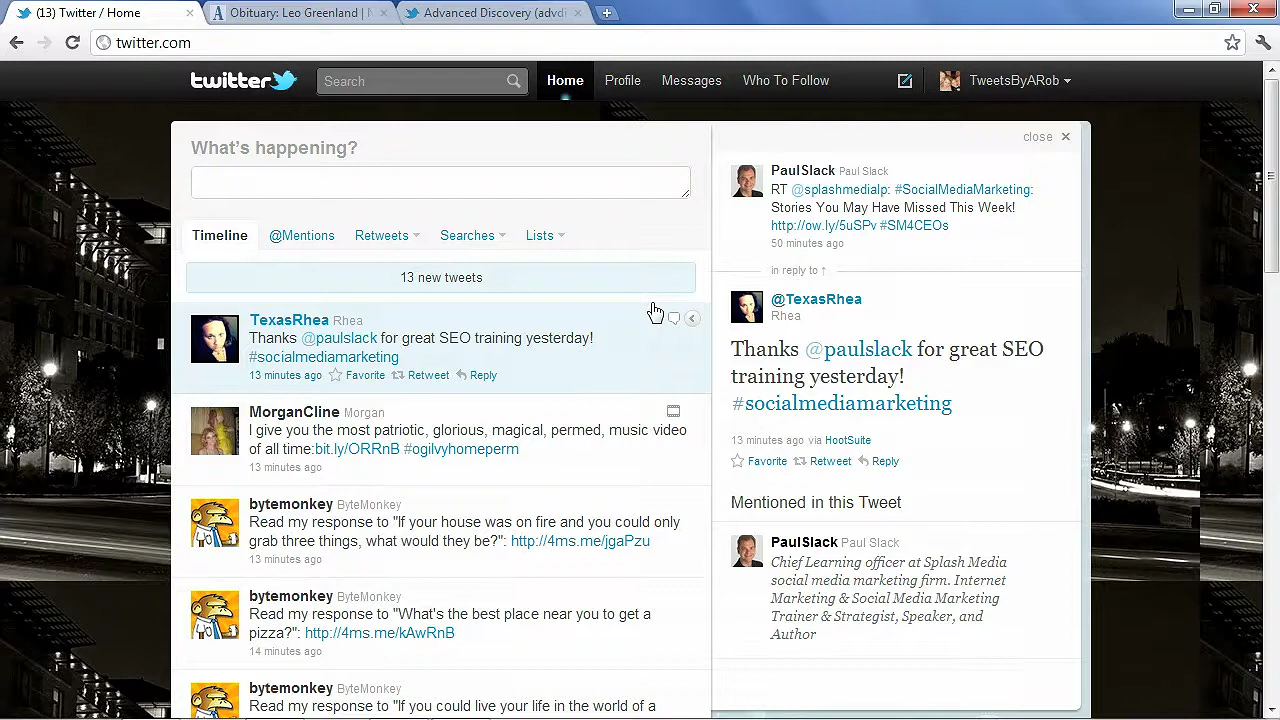 (13) Twitter / Home
Obituary: Leo Greenland |
Advanced Discovery (advdi
twitter.com
twitter
Search
Home
Profile
Messages
Who To Follow
TweetsByARob
What's happening?
Timeline
@Mentions
Retweets
Searches
Lists
13 new tweets
TexasRhea Rhea
Thanks @paulslack for great SEO training yesterday!
#socialmediamarketing
13 minutes ago Favorite Retweet Reply
MorganCline Morgan
I give you the most patriotic, glorious, magical, permed, music video
of all time:bit.ly/ORRnB #ogilvyhomeperm
13 minutes ago
bytemonkey ByteMonkey
Read my response to "If your house was on fire and you could only
grab three things, what would they be?": http://4ms.me/jgaPzu
13 minutes ago
bytemonkey ByteMonkey
Read my response to "What's the best place near you to get a
pizza?": http://4ms.me/kAwRnB
14 minutes ago
bytemonkey ByteMonkey
Read my response to "If you could live your life in the world of a
close
PaulSlack Paul Slack
RT @splashmedialp: #SocialMediaMarketing:
Stories You May Have Missed This Week!
http://ow.ly/5uSPv #SM4CEOs
50 minutes ago
in reply to ↑
@TexasRhea
Rhea
Thanks @paulslack for great SEO
training yesterday!
#socialmediamarketing
13 minutes ago via HootSuite
Favorite Retweet Reply
Mentioned in this Tweet
PaulSlack Paul Slack
Chief Learning officer at Splash Media
social media marketing firm. Internet
Marketing & Social Media Marketing
Trainer & Strategist, Speaker, and
Author